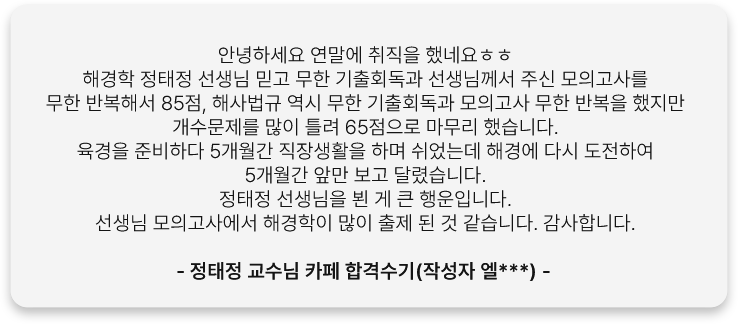 안녕하세요 연말에 취직을 했네요ㅎㅎ
해경학 정태정 선생님 믿고 무한 기출회독과 선생님께서 주신 모의고사를
무한 반복해서 85점, 해사법규 역시 무한 기출회독과 모의고사 무한 반복을 했지만
개수문제를 많이 틀려 65점으로 마무리 했습니다.
육경을 준비하다 5개월간 직장생활을 하며 쉬었는데 해경에 다시 도전하여
5개월간 앞만 보고 달렸습니다.
정태정 선생님을 뵌 게 큰 행운입니다.
선생님 모의고사에서 해경학이 많이 출제 된 것 같습니다. 감사합니다.
- 정태정 교수님 카페 합격수기(작성자 엘***) -